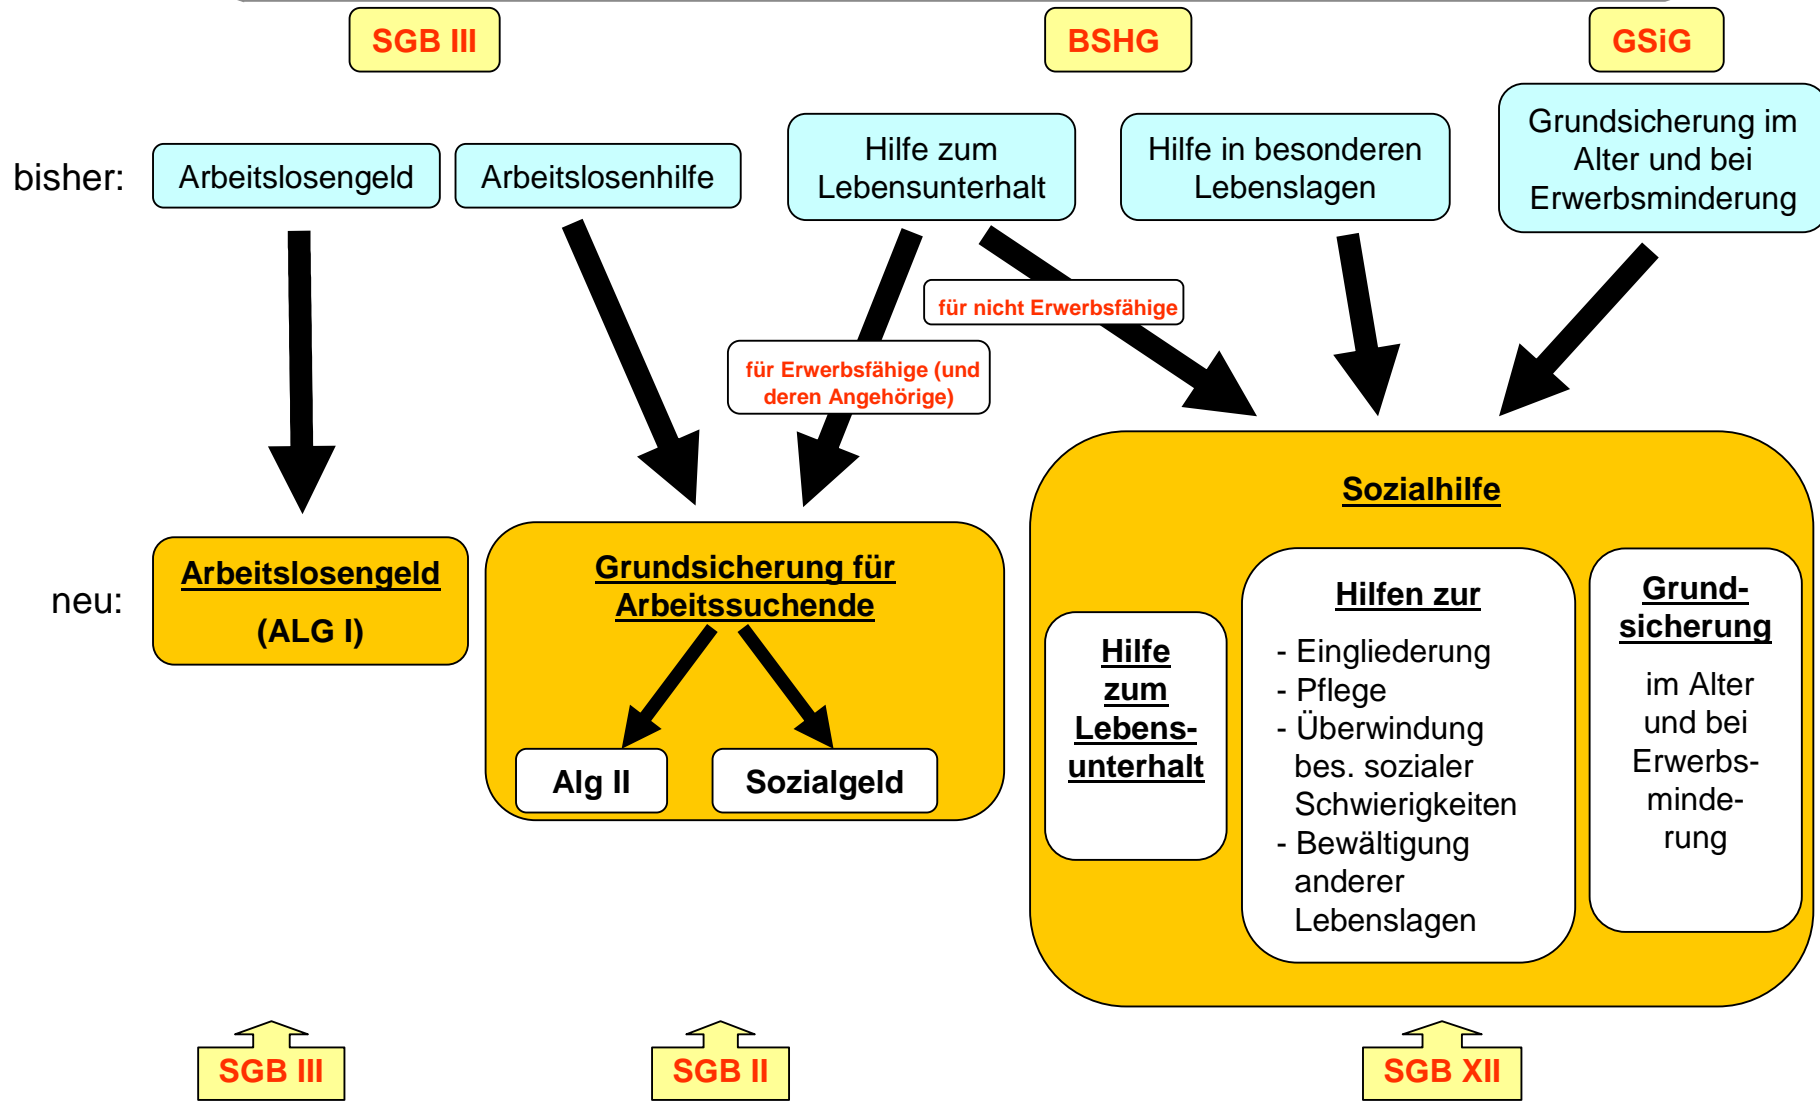 SGB III
BSHG
GSiG
bisher:
Arbeitslosengeld
Arbeitslosenhilfe
Hilfe zum
Lebensunterhalt
Hilfe in besonderen
Lebenslagen
Grundsicherung im
Alter und bei
Erwerbsminderung
für nicht Erwerbsfähige
für Erwerbsfähige (und
deren Angehörige)
neu:
Arbeitslosengeld
(ALG I)
Grundsicherung für
Arbeitssuchende
Alg II
Sozialgeld
Sozialhilfe
Hilfe
zum
Lebens-
unterhalt
Hilfen zur
- Eingliederung
- Pflege
- Überwindung
bes. sozialer
Schwierigkeiten
- Bewältigung
anderer
Lebenslagen
Grund-
sicherung
im Alter
und bei
Erwerbs-
minde-
rung
SGB III
SGB II
SGB XII